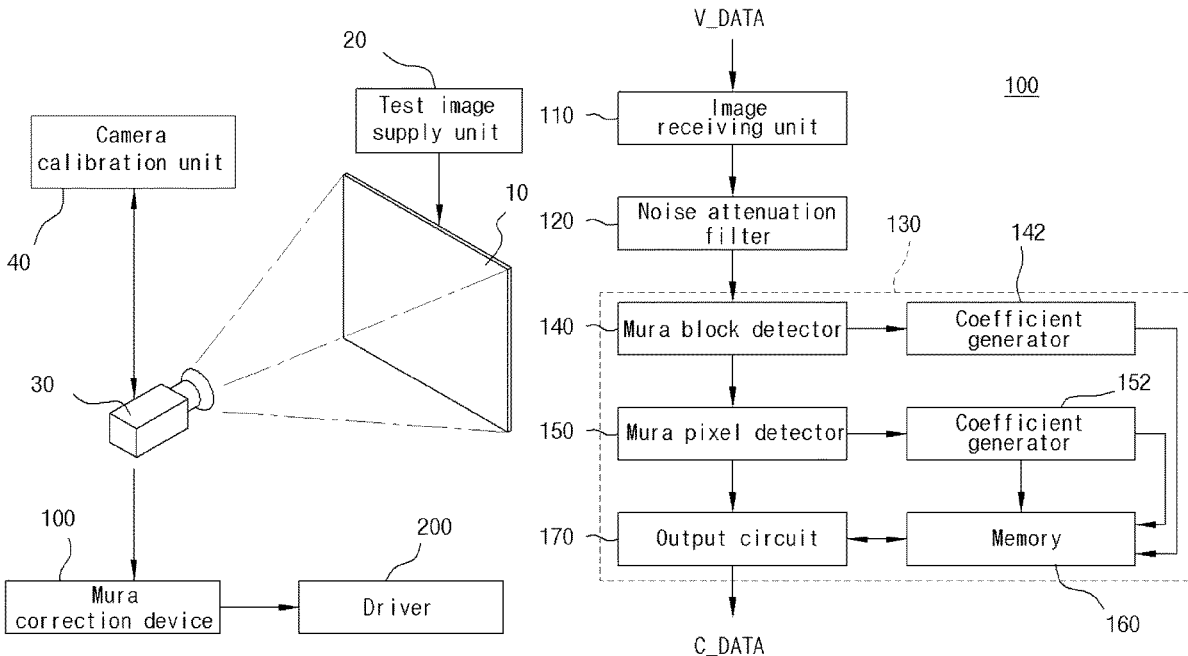 20
Test image
supply unit
Camera
calibration unit
40
10
30
100
Mura
correction device
200
Driver
V_DATA
100
110
Image
receiving unit
120
Noise attenuation
filter
130
142
140
Mura block detector
Coefficient
generator
152
150
Mura pixel detector
Coefficient
generator
170
Output circuit
Memory
160
C_DATA